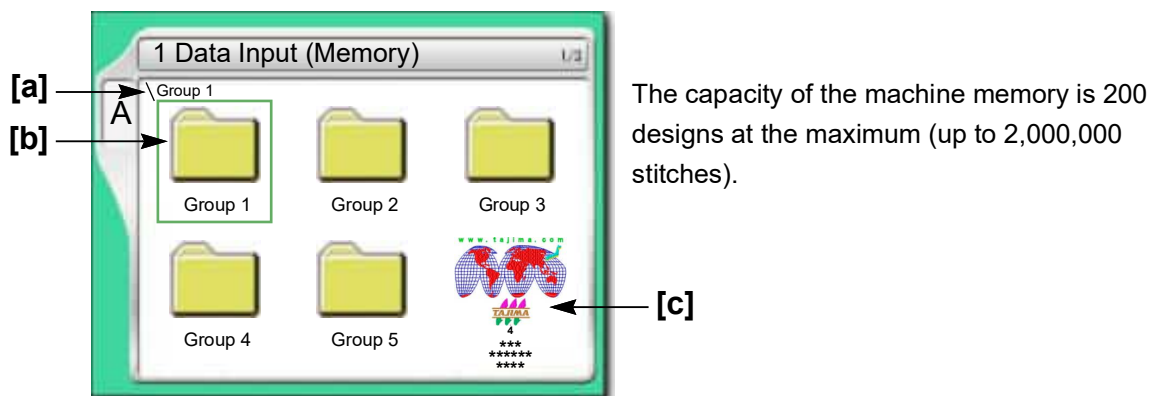 1 Data Input (Memory)
1/3
[a]
\Group 1
A
[b]
Group 1
Group 2
Group 3
www.tajima.com
TAJIMA
4
***
******
****
[c]
Group 4
Group 5
The capacity of the machine memory is 200
designs at the maximum (up to 2,000,000
stitches).